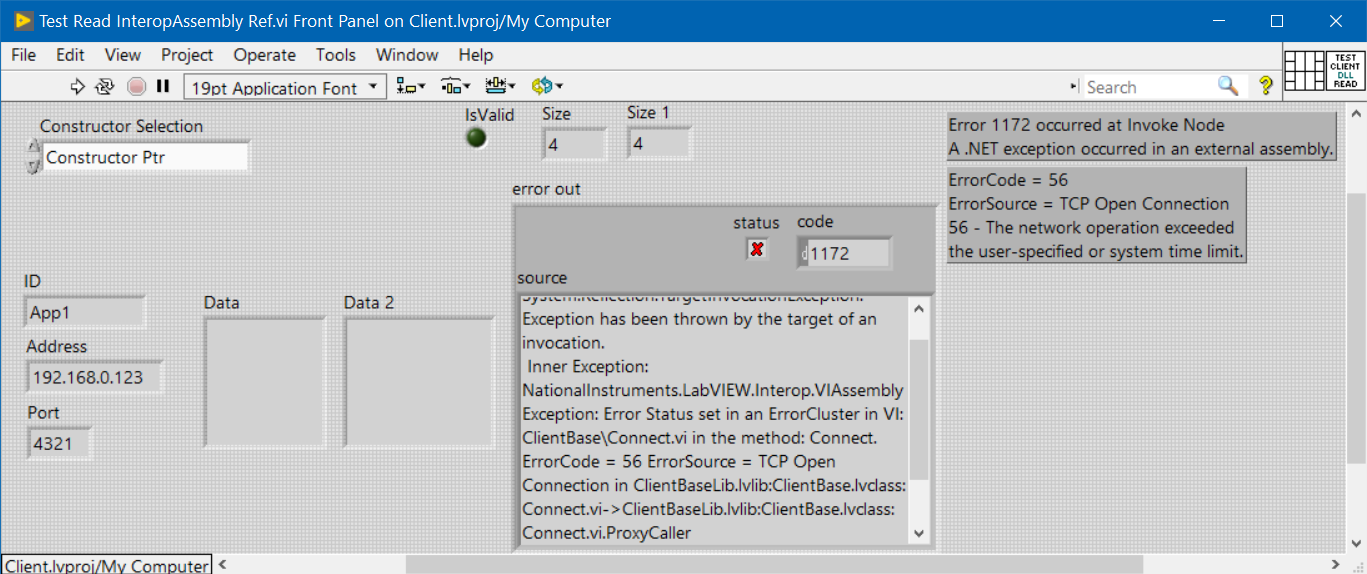 Test Read InteropAssembly Ref.vi Front Panel on Client.lvproj/My Computer
File Edit View Project Operate Tools Window Help
TEST
CLIENT
DLL
READ
19pt Application Font
Search
Constructor Selection
Constructor Ptr
IsValid
Size
4
Size 1
4
Error 1172 occurred at Invoke Node
A .NET exception occurred in an external assembly.
ErrorCode = 56
ErrorSource = TCP Open Connection
56 - The network operation exceeded
the user-specified or system time limit.
error out
status
code
d
1172
source
System.Reflection.TargetInvocationException:
Exception has been thrown by the target of an
invocation.
Inner Exception:
NationalInstruments.LabVIEW.Interop.VIAssembly
Exception: Error Status set in an ErrorCluster in VI:
ClientBase\Connect.vi in the method: Connect.
ErrorCode = 56 ErrorSource = TCP Open
Connection in ClientBaseLib.lvlib:ClientBase.lvclass:
Connect.vi->ClientBaseLib.lvlib:ClientBase.lvclass:
Connect.vi.ProxyCaller
ID
App1
Address
192.168.0.123
Port
4321
Data
Data 2
Client.lvproj/My Computer